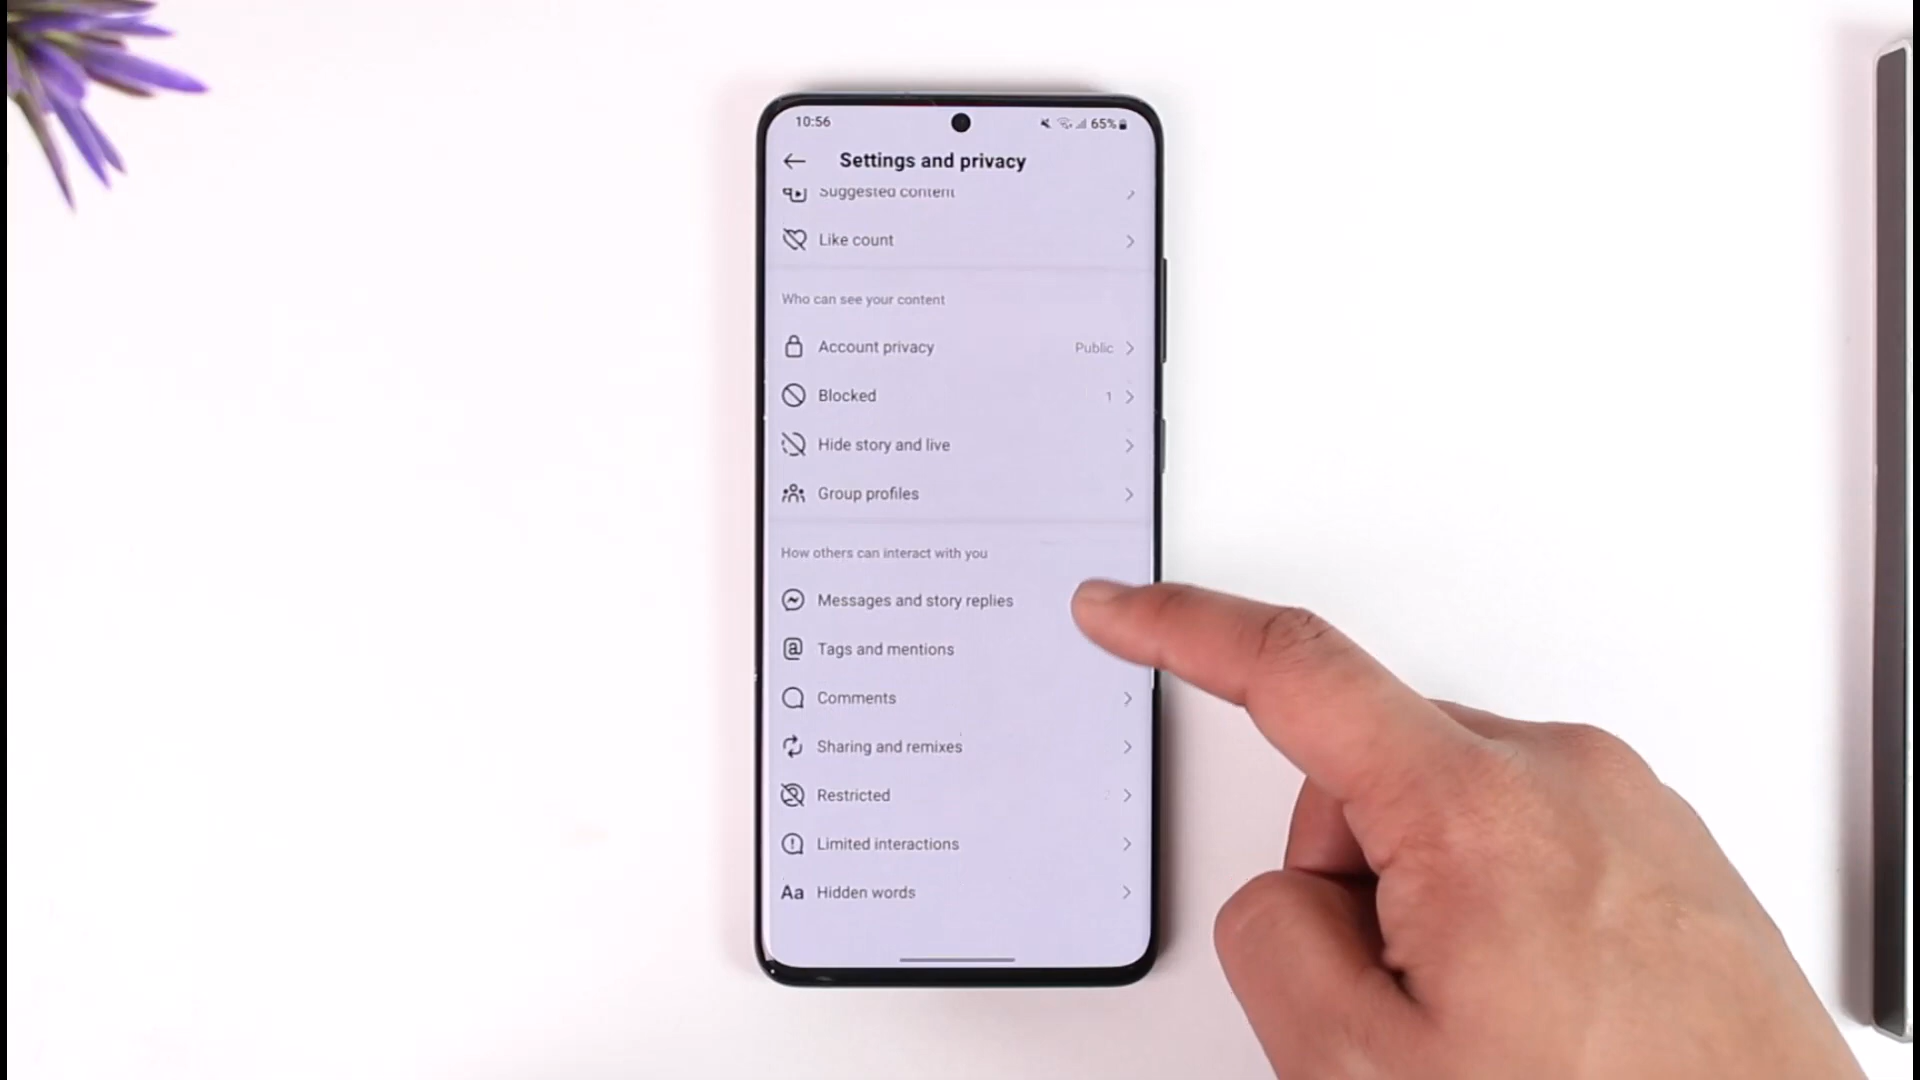 10:56
65%
Settings and privacy
Suggested content
Like count
Who can see your content
Account privacy Public
Blocked 1
Hide story and live
Group profiles
How others can interact with you
Messages and story replies
@ Tags and mentions
Comments
Sharing and remixes
Restricted 2
Limited interactions
Aa Hidden words